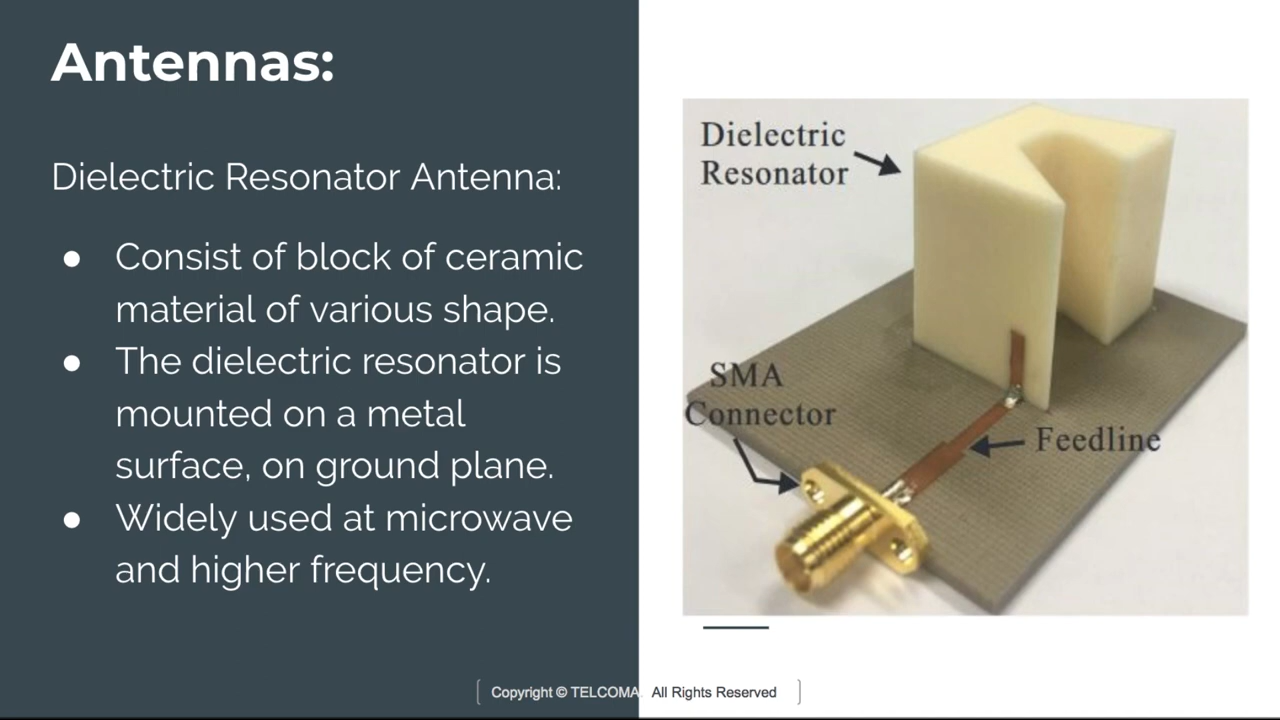 Antennas:
Dielectric Resonator Antenna:
● Consist of block of ceramic
material of various shape.
● The dielectric resonator is
mounted on a metal
surface, on ground plane.
● Widely used at microwave
and higher frequency.
Dielectric
Resonator
SMA
Connector
Feedline
Copyright © TELCOMA. All Rights Reserved